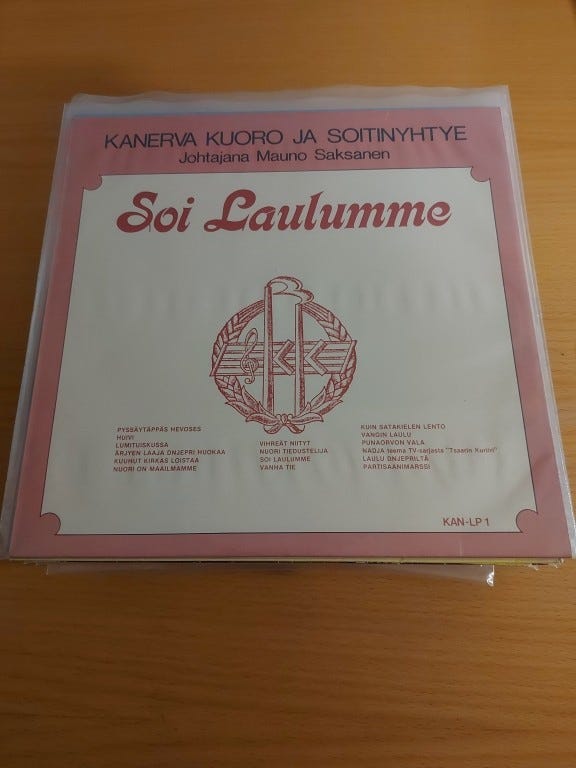 KANERVA KUORO JA SOITINYHTYE
Johtajana Mauno Saksanen
Soi Laulumme
KK
PYSSÄYTÄPPÄS HEVOSES
HUIVI
LUMITUISKUSSA
ÄRJYEN LAAJA DNJEPRI HUOKAA
KUUHUT KIRKAS LOISTAA
NUORI ON MAAILMAMME
VIHREÄT NIITYT
NUORI TIEDUSTELIJA
SOI LAULUMME
VANHA TIE
KUIN SATAKIELEN LENTO
VANGIN LAULU
PUNAORVON VALA
NADJA teema TV-sarjasta "Tsaarin Kuriiri"
LAULU DNJEPRILTÄ
PARTISAANIMARSSI
KAN-LP 1